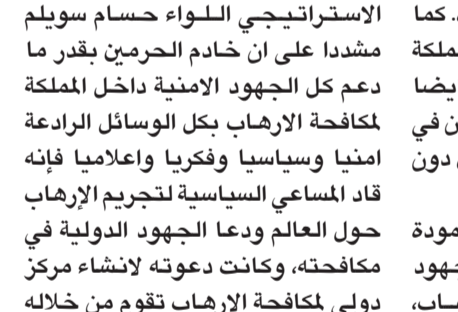 الاستراتيجي اللواء حسام سويلم
مشددا على ان خادم الحرمين بقدر ما
دعم كل الجهود الامنية داخل المملكة
لمكافحة الارهاب بكل الوسائل الرادعة
امنيا وسياسيا وفكريا واعلاميا فإنه
قاد المساعي السياسية لتجريم الإرهاب
حول العالم ودعا الجهود الدولية في
مكافحته، وكانت دعوته لانشاء مركز
دولي لمكافحة الارهاب تقوم من خلاله